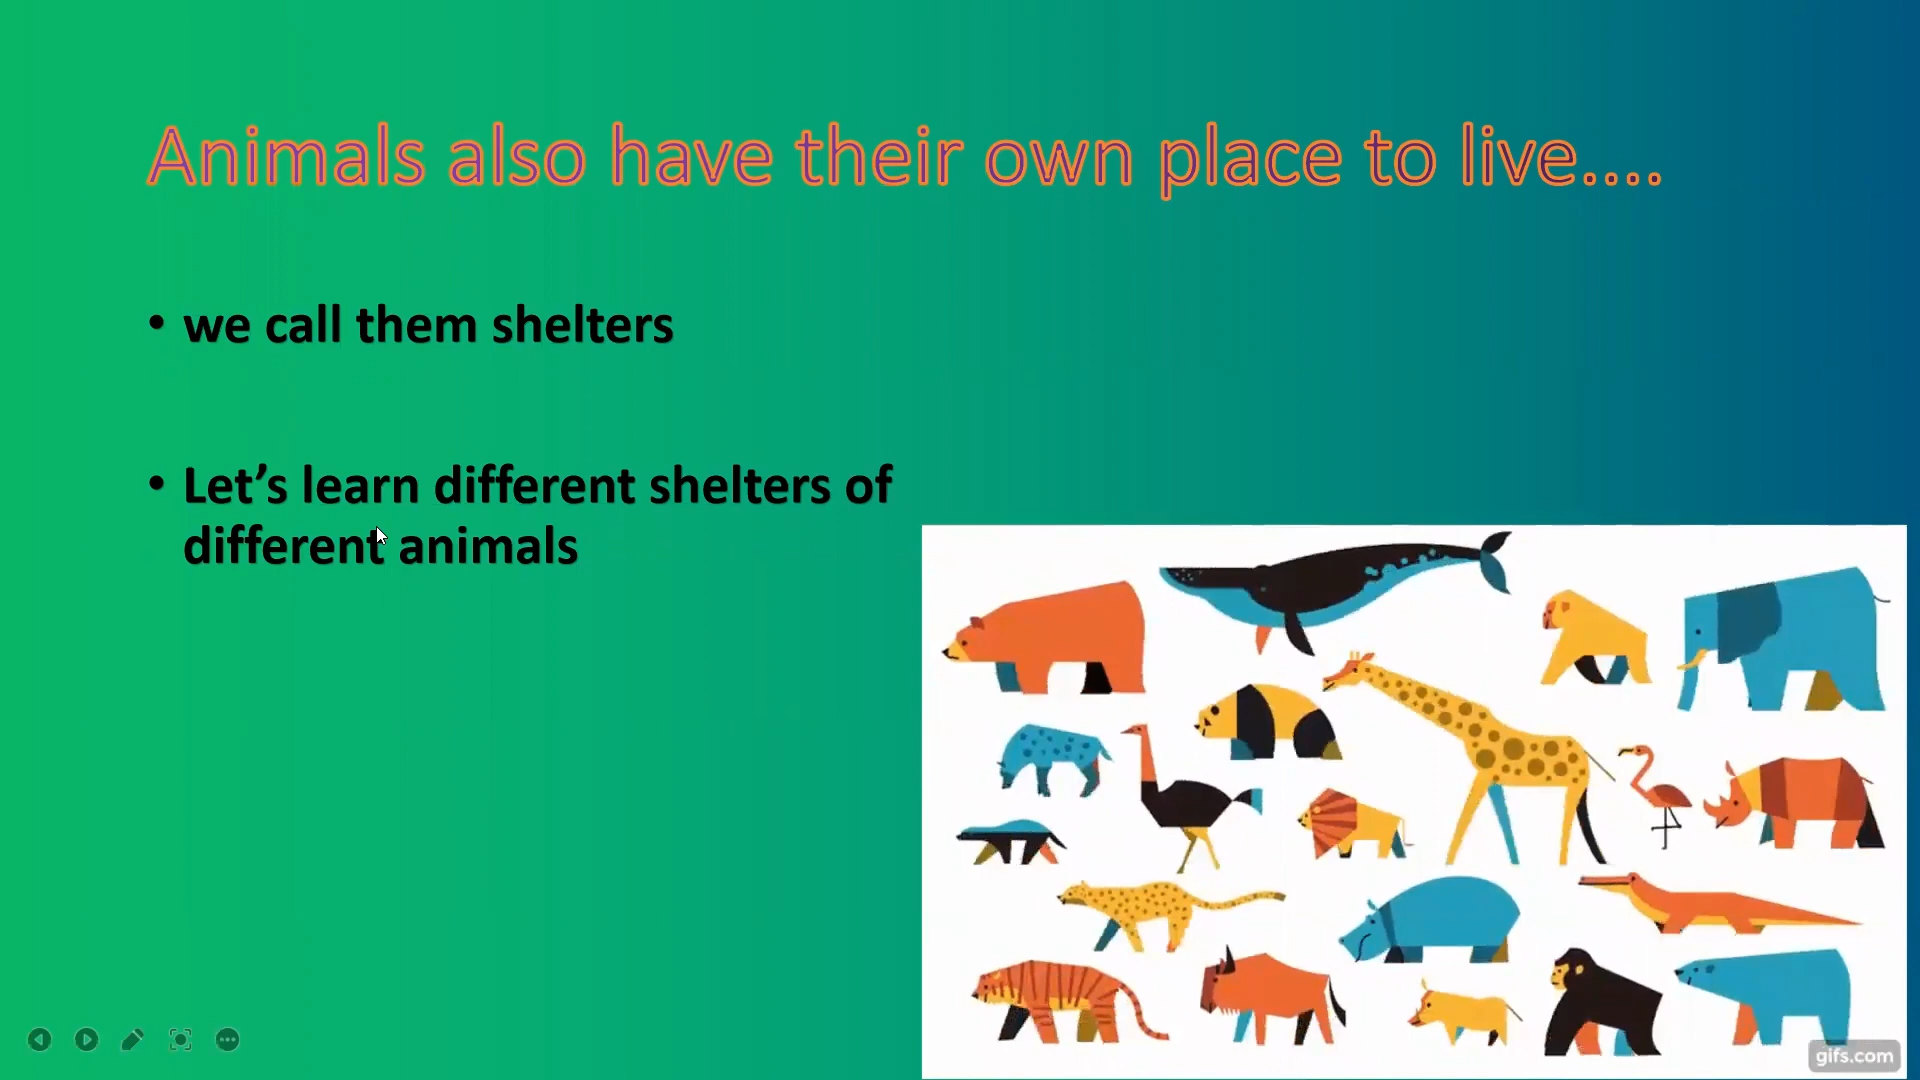 Animals also have their own place to live....
• we call them shelters
• Let’s learn different shelters of
different animals
gifs.com